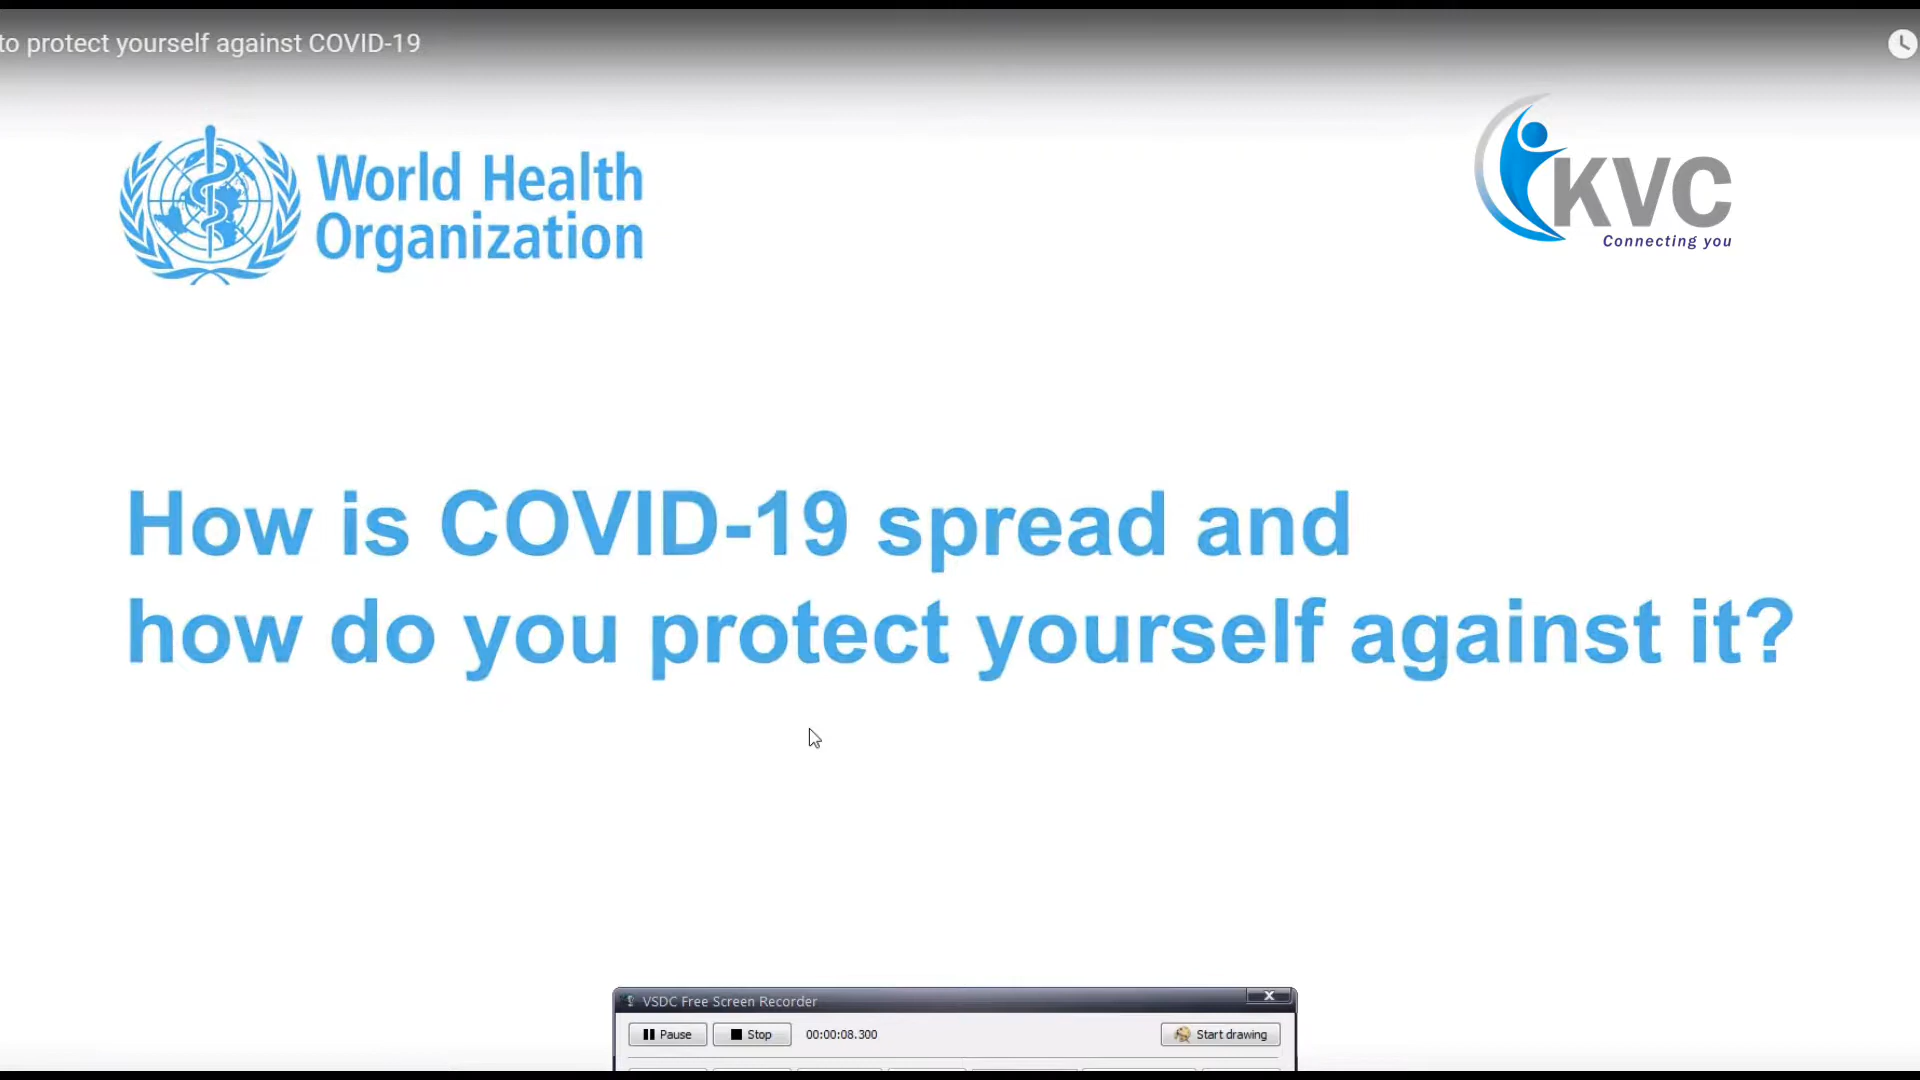 to protect yourself against COVID-19
World Health
Organization
KVC
Connecting you
How is COVID-19 spread and
how do you protect yourself against it?
VSDC Free Screen Recorder
Pause
Stop
00:00:08.300
Start drawing